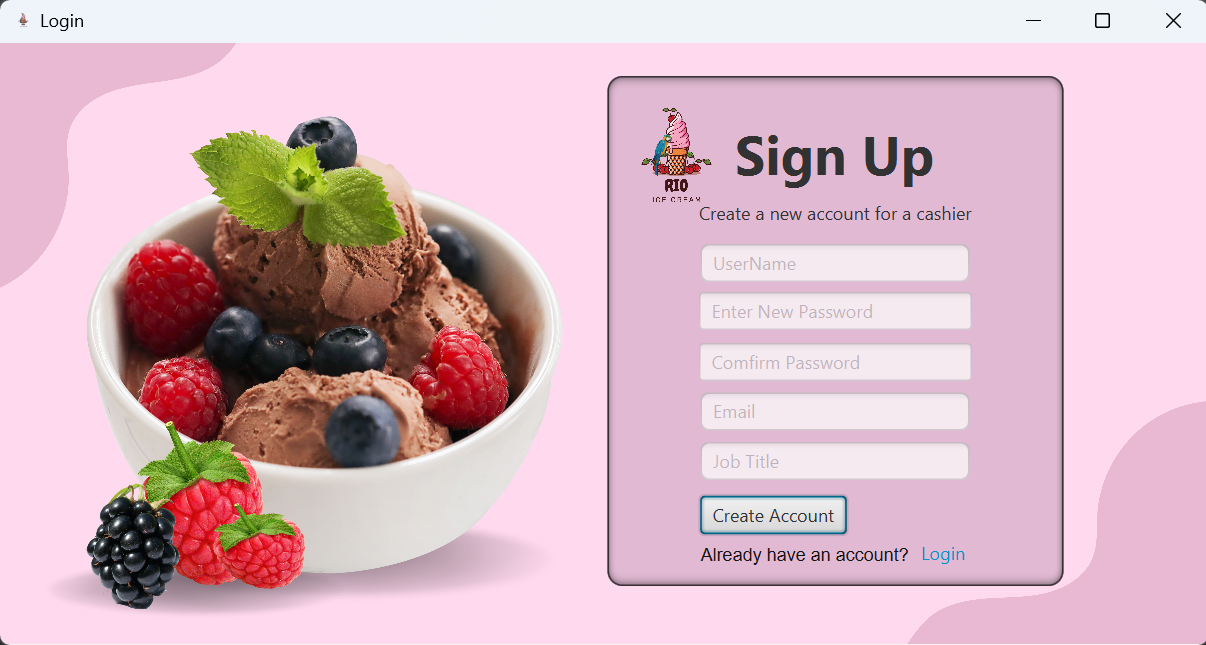 Login
RIO
ICE CREAM
Sign Up
Create a new account for a cashier
UserName
Enter New Password
Comfirm Password
Email
Job Title
Create Account
Already have an account? Login